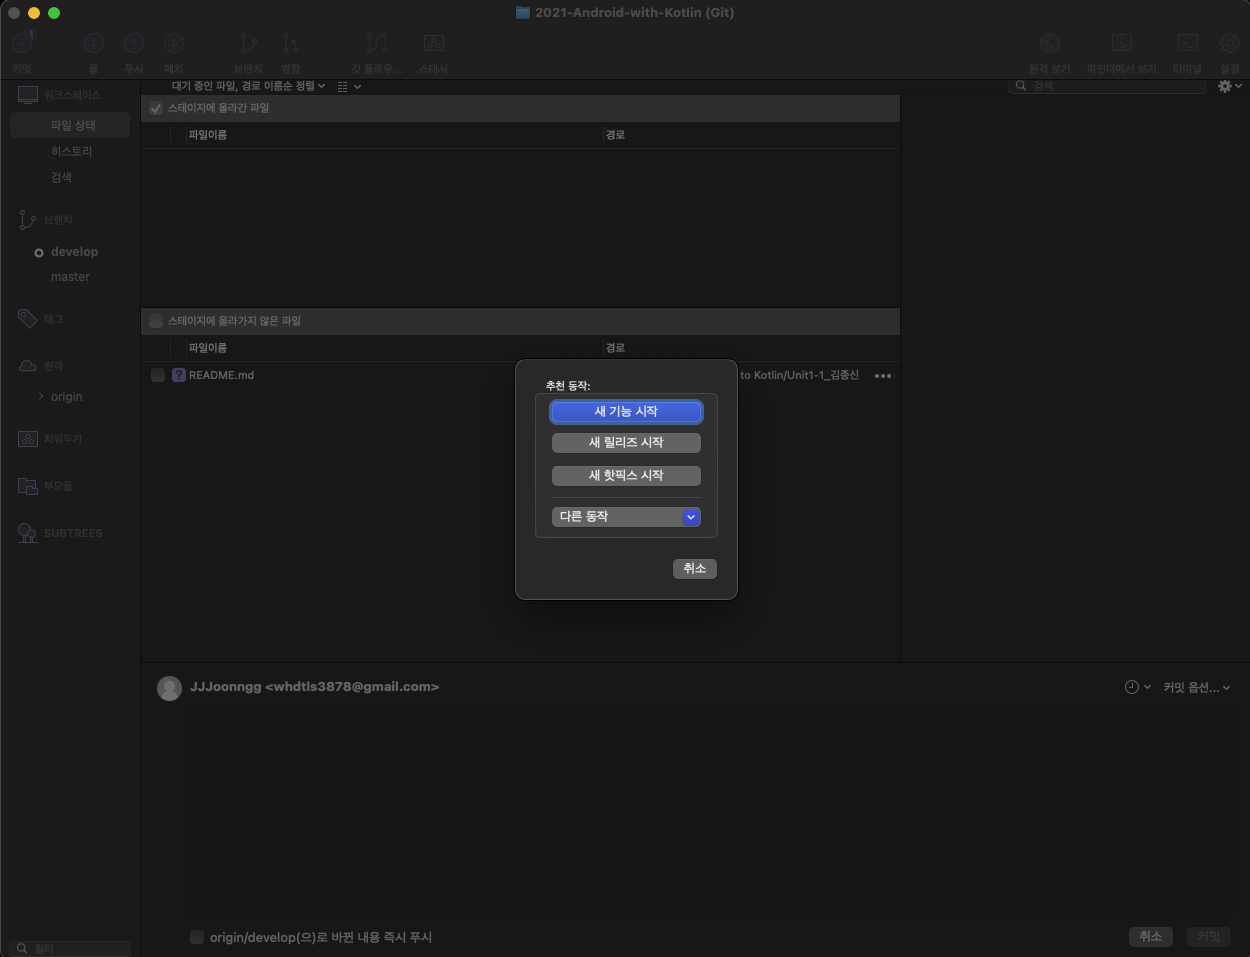 2021-Android-with-Kotlin (Git)
1
커밋 풀 푸시 패치 브랜치 병합 깃 플로우... 스태시 원격 보기 파인더에서 보기 터미널 설정
워크스페이스
파일 상태
히스토리
검색
브랜치
develop
master
태그
원격
origin
치워두기
부모듈
SUBTREES
필터
대기 중인 파일, 경로 이름순 정렬
검색
스테이지에 올라간 파일
파일이름 경로
스테이지에 올라가지 않은 파일
파일이름 경로
? README.md to Kotlin/Unit1-1_김종신
추천 동작:
새 기능 시작
새 릴리즈 시작
새 핫픽스 시작
다른 동작
취소
JJJoonngg <whdtls3878@gmail.com>
커밋 옵션...
origin/develop(으)로 바뀐 내용 즉시 푸시
취소 커밋